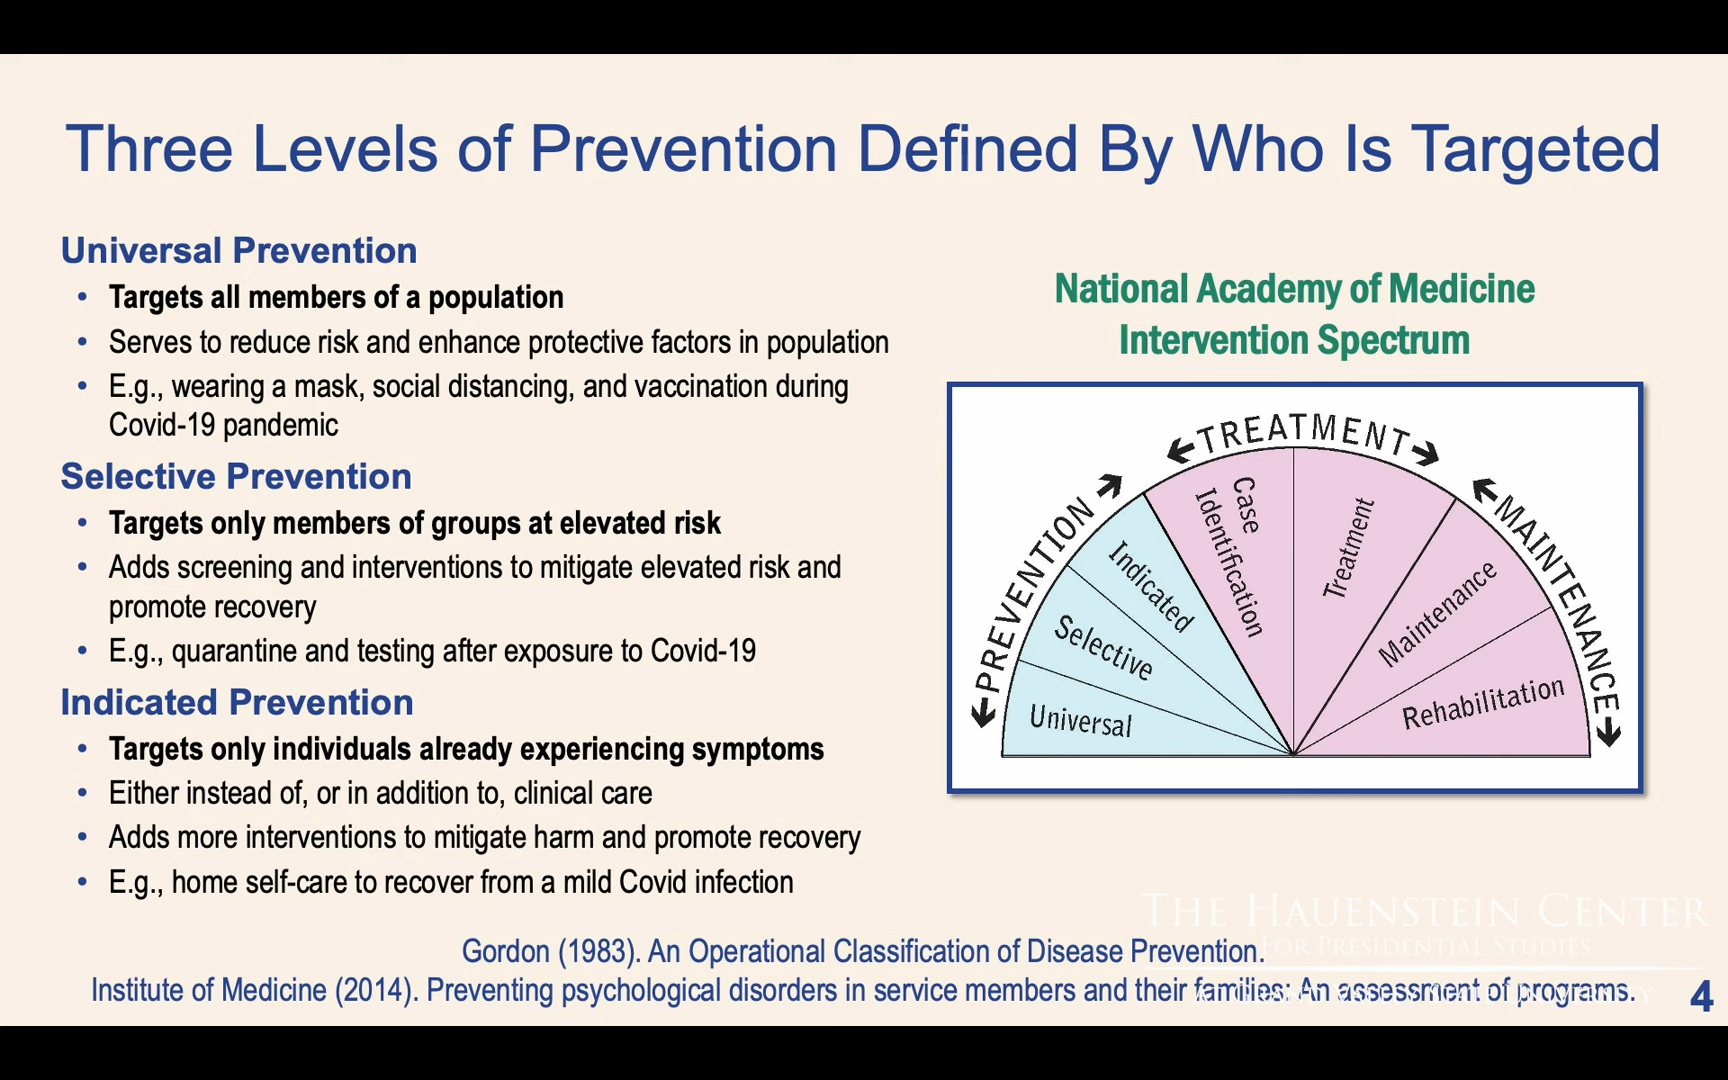 Three Levels of Prevention Defined By Who Is Targeted
Universal Prevention
• Targets all members of a population
• Serves to reduce risk and enhance protective factors in population
• E.g., wearing a mask, social distancing, and vaccination during
Covid-19 pandemic
Selective Prevention
• Targets only members of groups at elevated risk
• Adds screening and interventions to mitigate elevated risk and
promote recovery
• E.g., quarantine and testing after exposure to Covid-19
Indicated Prevention
• Targets only individuals already experiencing symptoms
• Either instead of, or in addition to, clinical care
• Adds more interventions to mitigate harm and promote recovery
• E.g., home self-care to recover from a mild Covid infection
National Academy of Medicine
Intervention Spectrum
PREVENTION
TREATMENT
MAINTENANCE
Universal
Selective
Indicated
Case
Identification
Treatment
Maintenance
Rehabilitation
THE HAUENSTEIN CENTER
FOR PRESIDENTIAL STUDIES
Gordon (1983). An Operational Classification of Disease Prevention.
Institute of Medicine (2014). Preventing psychological disorders in service members and their families: An assessment of programs.
4